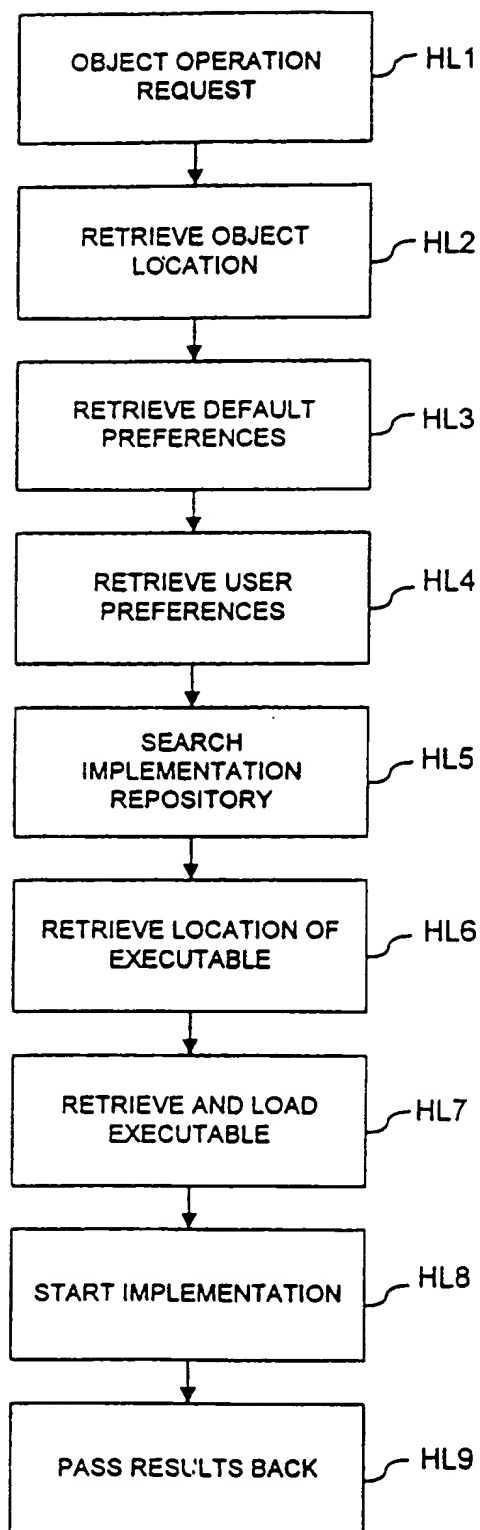 OBJECT OPERATION
REQUEST
HL1
RETRIEVE OBJECT
LOCATION
HL2
RETRIEVE DEFAULT
PREFERENCES
HL3
RETRIEVE USER
PREFERENCES
HL4
SEARCH
IMPLEMENTATION
REPOSITORY
HL5
RETRIEVE LOCATION OF
EXECUTABLE
HL6
RETRIEVE AND LOAD
EXECUTABLE
HL7
START IMPLEMENTATION
HL8
PASS RESULTS BACK
HL9